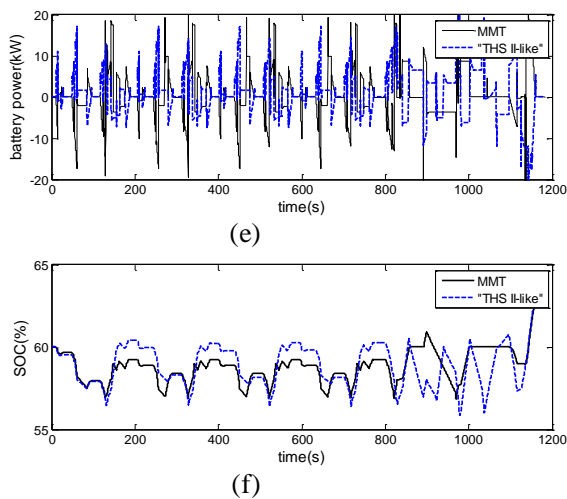 20
10
0
-10
-20
battery power(kW)
MMT
"THS II-like"
0 200 400 600 800 1000 1200
time(s)
(e)
65
60
55
SOC(%)
MMT
"THS II-like"
0 200 400 600 800 1000 1200
time(s)
(f)